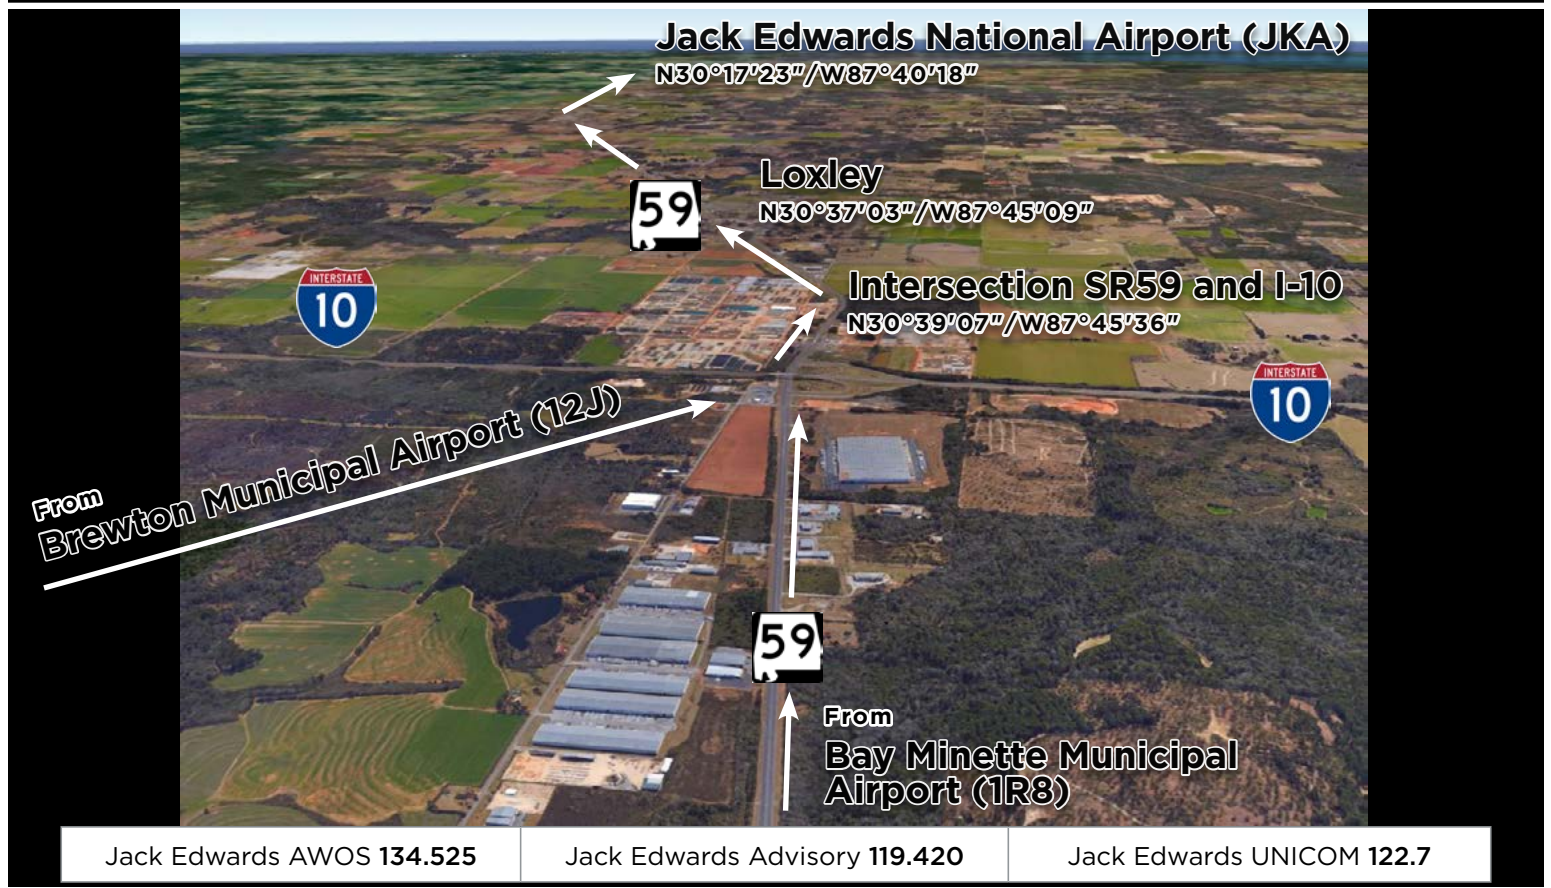 Jack Edwards National Airport (JKA)
N30°17'23"/W87°40'18"
Loxley
N30°37'03"/W87°45'09"
59
Intersection SR59 and I-10
N30°39'07"/W87°45'36"
INTERSTATE
10
INTERSTATE
10
From
Brewton Municipal Airport (12J)
59
From
Bay Minette Municipal
Airport (1R8)
Jack Edwards AWOS 134.525
Jack Edwards Advisory 119.420
Jack Edwards UNICOM 122.7